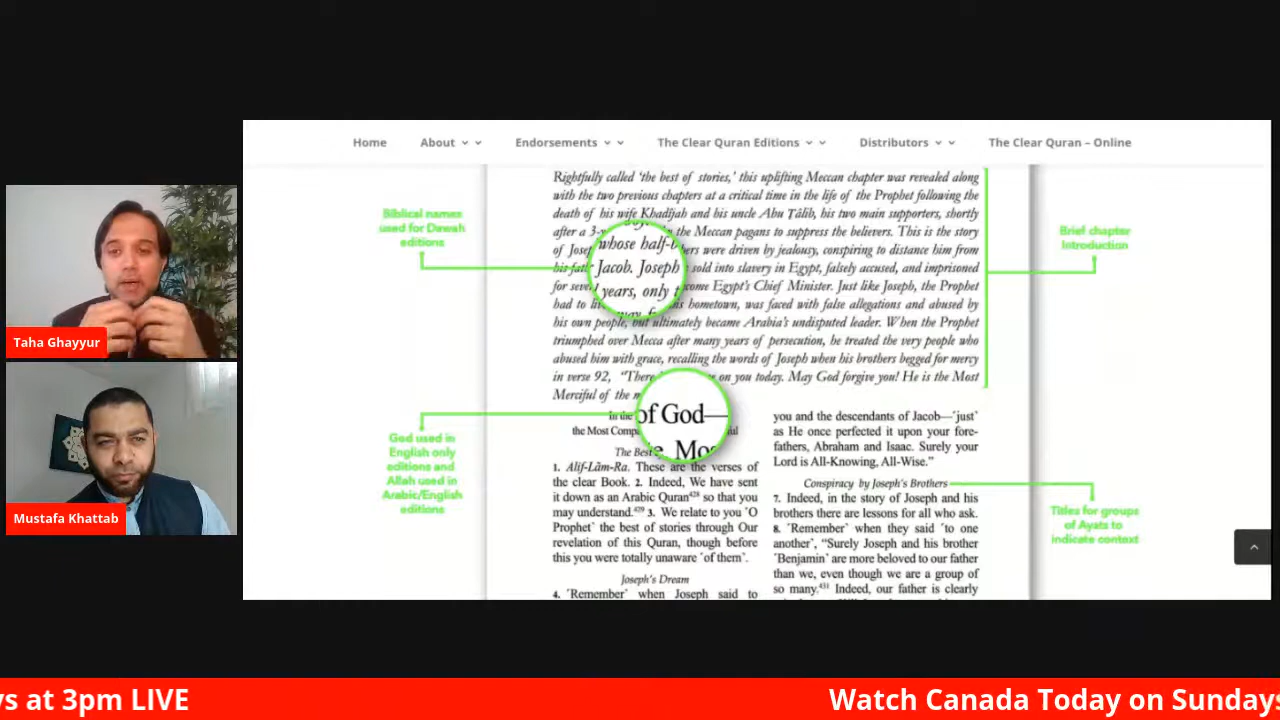 Home About Endorsements The Clear Quran Editions Distributors The Clear Quran – Online
Biblical names
used for Dawah
editions
God used in
English only
editions and
Allah used in
Arabic/English
editions
Brief chapter
Introduction
Titles for groups
of Ayats to
indicate context
Rightfully called 'the best of stories,' this uplifting Meccan chapter was revealed along
with the two previous chapters at a critical time in the life of the Prophet following the
death of his wife Khadîjah and his uncle Abu Ṭâlib, his two main supporters, shortly
after a 3- the Meccan pagans to suppress the believers. This is the story
of whose half-b were driven by jealousy, conspiring to distance him from
his Jacob. Joseph sold into slavery in Egypt, falsely accused, and imprisoned
for years, only Egypt's Chief Minister. Just like Joseph, the Prophet
had to hometown, was faced with false allegations and abused by
his own people, but ultimately became Arabia's undisputed leader. When the Prophet
triumphed over Mecca after many years of persecution, he treated the very people who
abused him with grace, recalling the words of Joseph when his brothers begged for mercy
in verse 92, on you today. May God forgive you! He is the Most
Merciful of the
In the of God—
the Most
The
1. Alif-Lãm-Ra. These are the verses of
the clear Book. 2. Indeed, We have sent
it down as an Arabic Quran⁴²⁸ so that you
may understand.⁴²⁹ 3. We relate to you ˹O
Prophet˺ the best of stories through Our
revelation of this Quran, though before
this you were totally unaware ˹of them˺.
Joseph's Dream
4. ˹Remember˺ when Joseph said to
you and the descendants of Jacob—˹just˺
as He once perfected it upon your fore-
fathers, Abraham and Isaac. Surely your
Lord is All-Knowing, All-Wise."
Conspiracy by Joseph's Brothers
7. Indeed, in the story of Joseph and his
brothers there are lessons for all who ask.
8. ˹Remember˺ when they said ˹to one
another˺, "Surely Joseph and his brother
˹Benjamin˺ are more beloved to our father
than we, even though we are a group of
so many.⁴³¹ Indeed, our father is clearly
Taha Ghayyur
Mustafa Khattab
ys at 3pm LIVE Watch Canada Today on Sundays